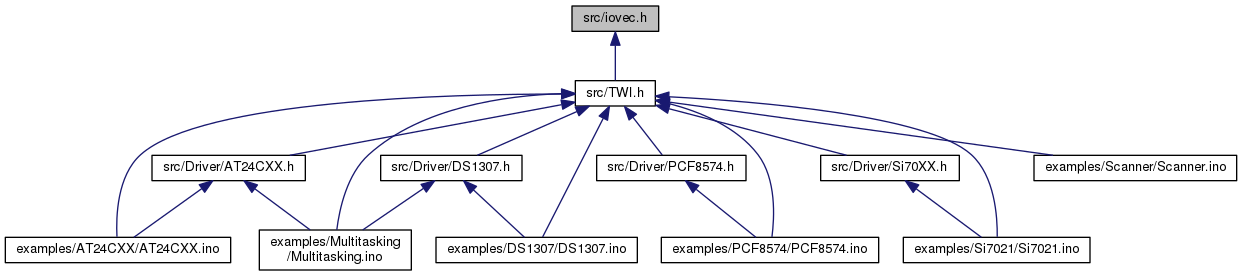 src/iovec.h
src/TWI.h
src/Driver/AT24CXX.h
src/Driver/DS1307.h
src/Driver/PCF8574.h
src/Driver/Si70XX.h
examples/Scanner/Scanner.ino
examples/AT24CXX/AT24CXX.ino
examples/Multitasking
/Multitasking.ino
examples/DS1307/DS1307.ino
examples/PCF8574/PCF8574.ino
examples/Si7021/Si7021.ino